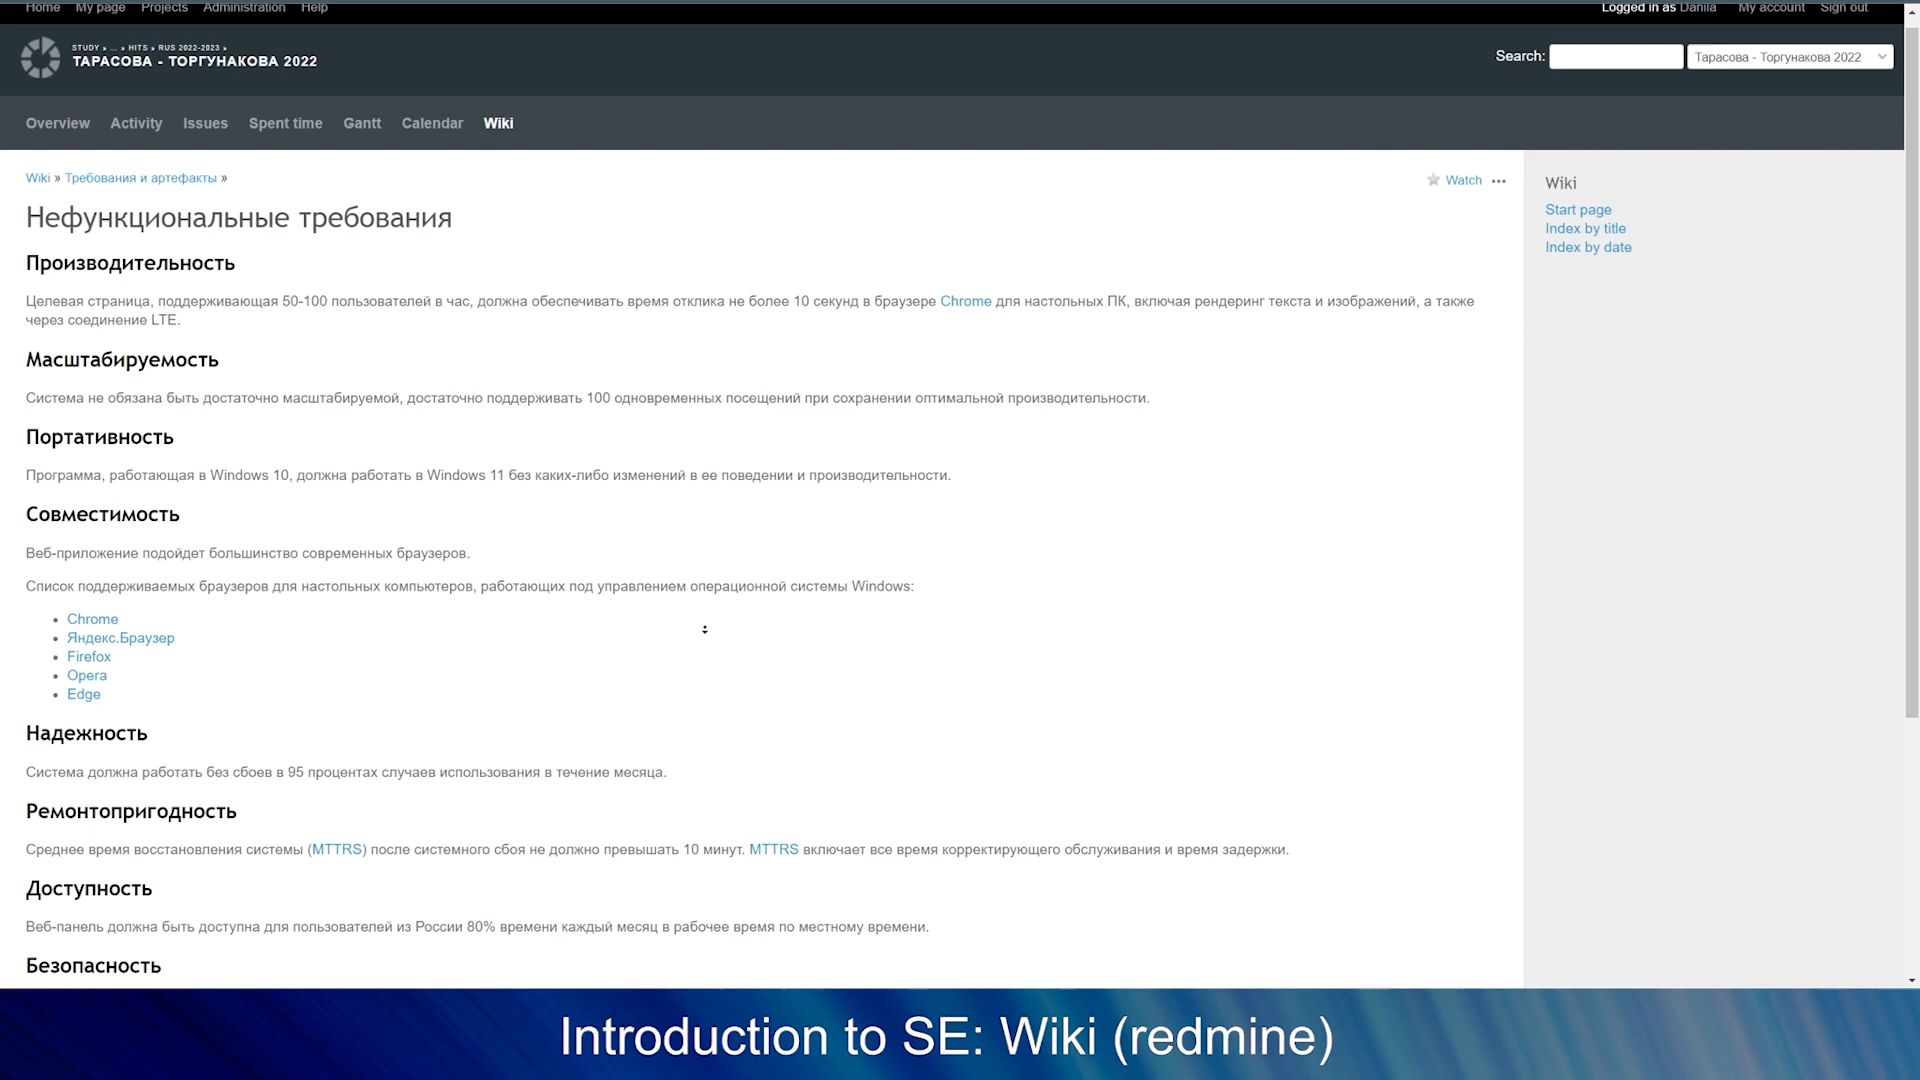 Home My page Projects Administration Help
Logged in as Danila My account Sign out
STUDY » ... » HITS » RUS 2022-2023 »
ТАРАСОВА - ТОРГУНАКОВА 2022
Search: Тарасова - Торгунакова 2022
Overview Activity Issues Spent time Gantt Calendar Wiki
Wiki » Требования и артефакты »
Watch •••
Нефункциональные требования
Производительность
Целевая страница, поддерживающая 50-100 пользователей в час, должна обеспечивать время отклика не более 10 секунд в браузере Chrome для настольных ПК, включая рендеринг текста и изображений, а также
через соединение LTE.
Масштабируемость
Система не обязана быть достаточно масштабируемой, достаточно поддерживать 100 одновременных посещений при сохранении оптимальной производительности.
Портативность
Программа, работающая в Windows 10, должна работать в Windows 11 без каких-либо изменений в ее поведении и производительности.
Совместимость
Веб-приложение подойдет большинство современных браузеров.
Список поддерживаемых браузеров для настольных компьютеров, работающих под управлением операционной системы Windows:
• Chrome
• Яндекс.Браузер
• Firefox
• Opera
• Edge
Надежность
Система должна работать без сбоев в 95 процентах случаев использования в течение месяца.
Ремонтопригодность
Среднее время восстановления системы (MTTRS) после системного сбоя не должно превышать 10 минут. MTTRS включает все время корректирующего обслуживания и время задержки.
Доступность
Веб-панель должна быть доступна для пользователей из России 80% времени каждый месяц в рабочее время по местному времени.
Безопасность
Wiki
Start page
Index by title
Index by date
Introduction to SE: Wiki (redmine)